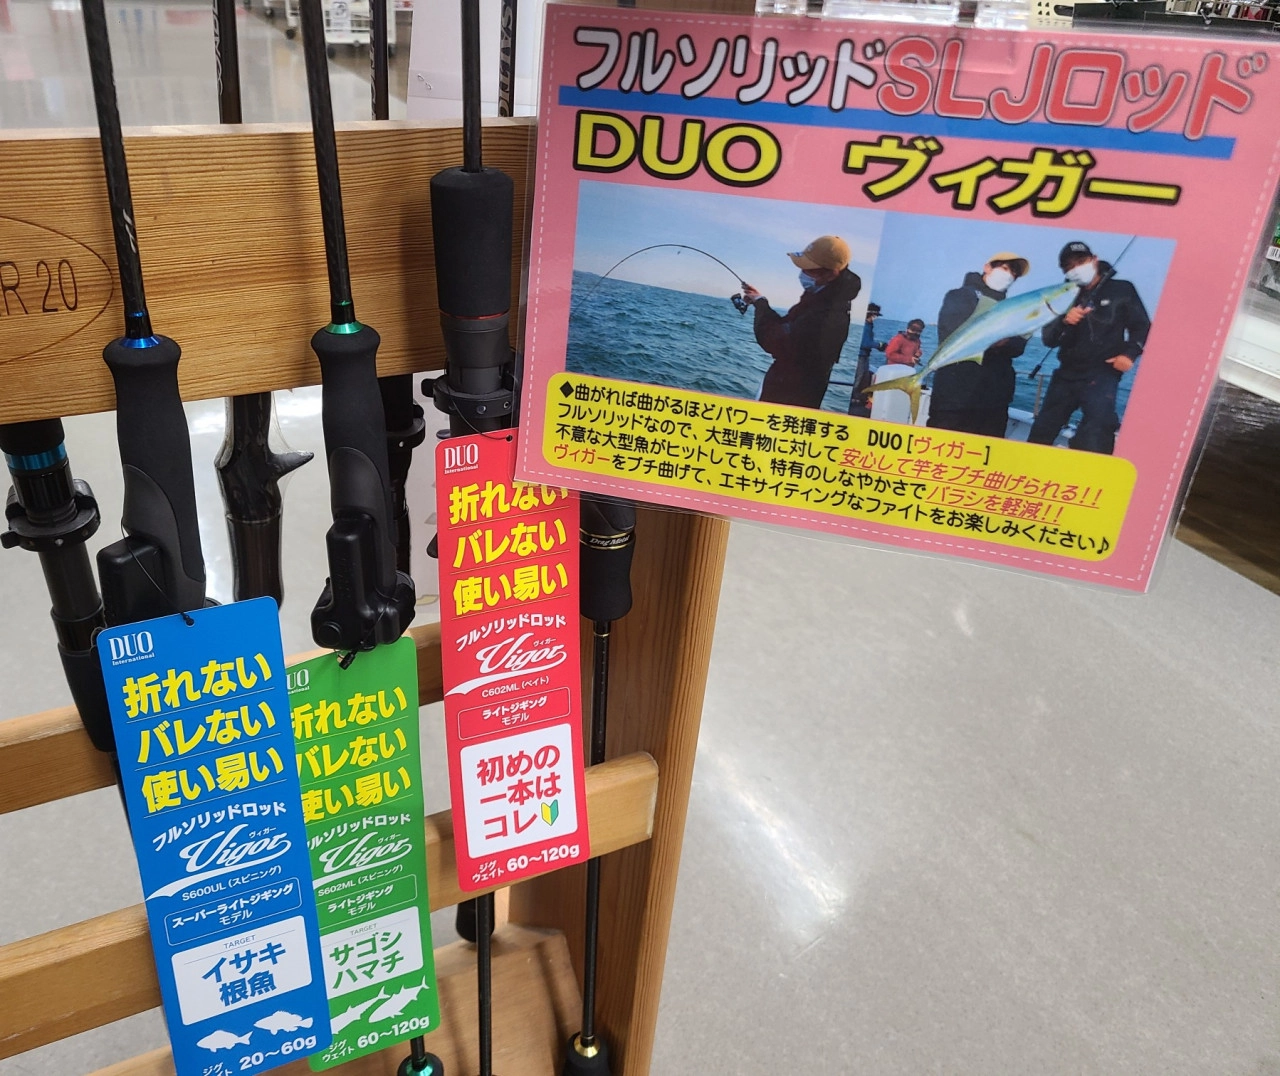 フルソリッドSLJロッド
DUO ヴィガー
◆曲がれば曲がるほどパワーを発揮する DUO[ヴィガー]
フルソリッドなので、大型青物に対して安心して竿をブチ曲げられる!!
不意な大型魚がヒットしても、特有のしなやかさでバラシを軽減!!
ヴィガーをブチ曲げて、エキサイティングなファイトをお楽しみください♪
R 20
DUO
International
折れない
バレない
使い易い
フルソリッドロッド
ヴィガー
Vigor
C602ML (ベイト)
ライトジギング
モデル
初めの
一本は
コレ
ジグ
ウェイト 60〜120g
DUO
International
折れない
バレない
使い易い
フルソリッドロッド
ヴィガー
Vigor
S600UL (スピニング)
スーパーライトジギング
モデル
TARGET
イサキ
根魚
ジグ
イト 20〜60g
UO
折れない
バレない
使い易い
ルソリッドロッド
ヴィガー
Vigor
S602ML (スピニング)
ライトジギング
モデル
TARGET
サゴシ
ハマチ
ジグ
ウェイト 60〜120g